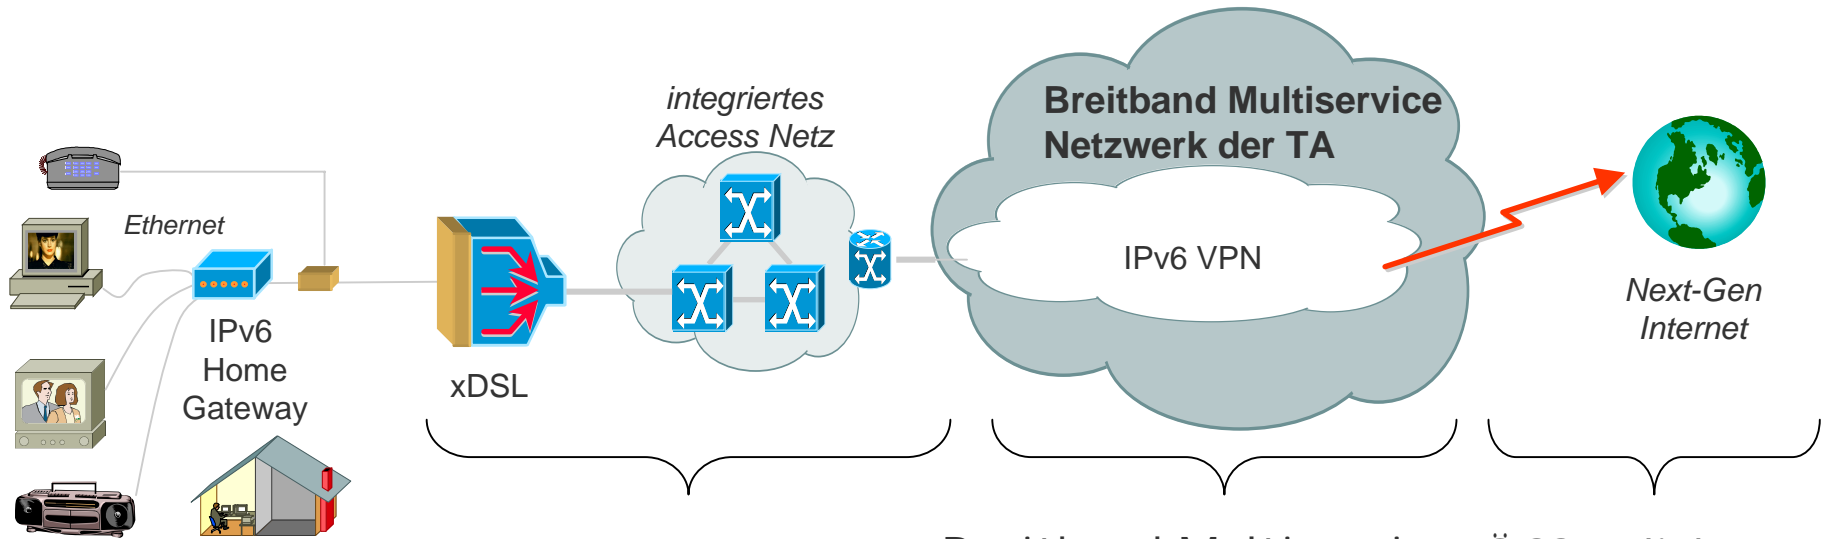 integriertes
Access Netz
Breitband Multiservice
Netzwerk der TA
Ethernet
IPv6 VPN
IPv6
Home
Gateway
xDSL
Next-Gen
Internet